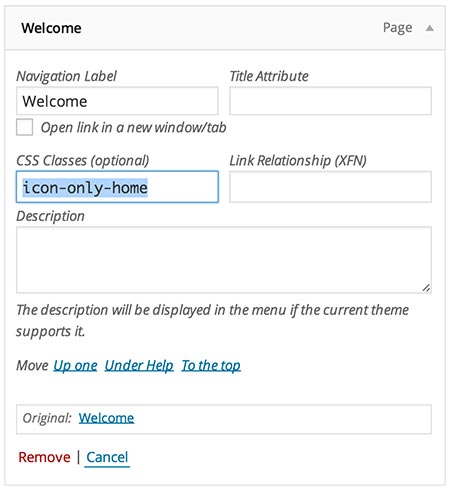 Welcome Page
Navigation Label Title Attribute
Welcome
Open link in a new window/tab
CSS Classes (optional) Link Relationship (XFN)
icon-only-home
Description
The description will be displayed in the menu if the current theme
supports it.
Move Up one Under Help To the top
Original: Welcome
Remove | Cancel